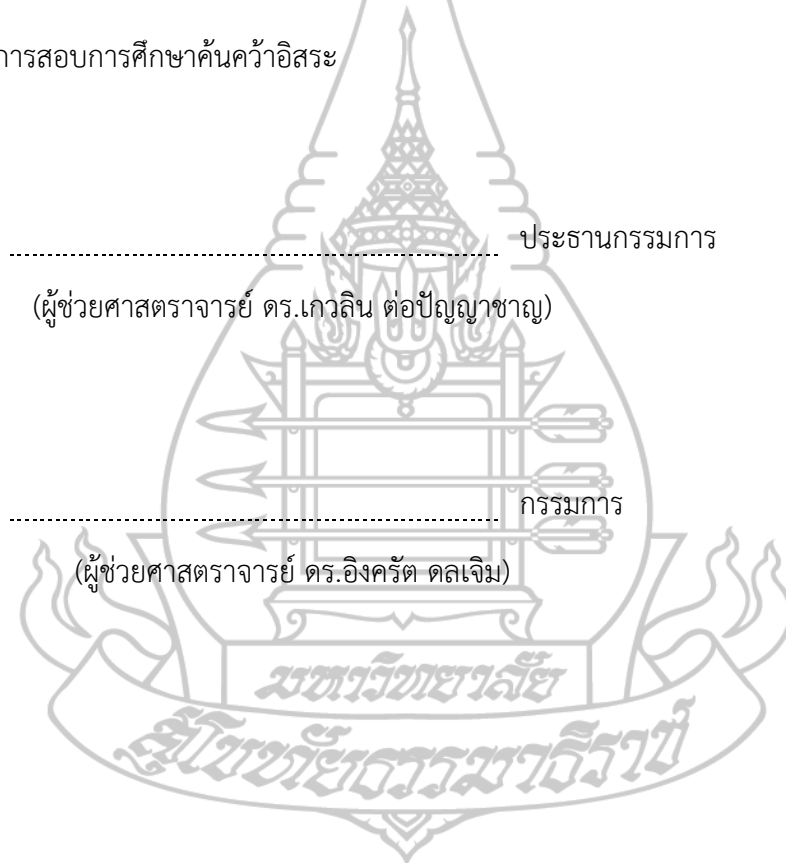 การสอบการศึกษาค้นคว้าอิสระ
ประธานกรรมการ
(ผู้ช่วยศาสตราจารย์ ดร.เกวลิน ต่อปัญญาชาญ)
กรรมการ
(ผู้ช่วยศาสตราจารย์ ดร.อิงครัต ดลเจิม)
มหาวิทยาลัย
สุโขทัยธรรมาธิราช